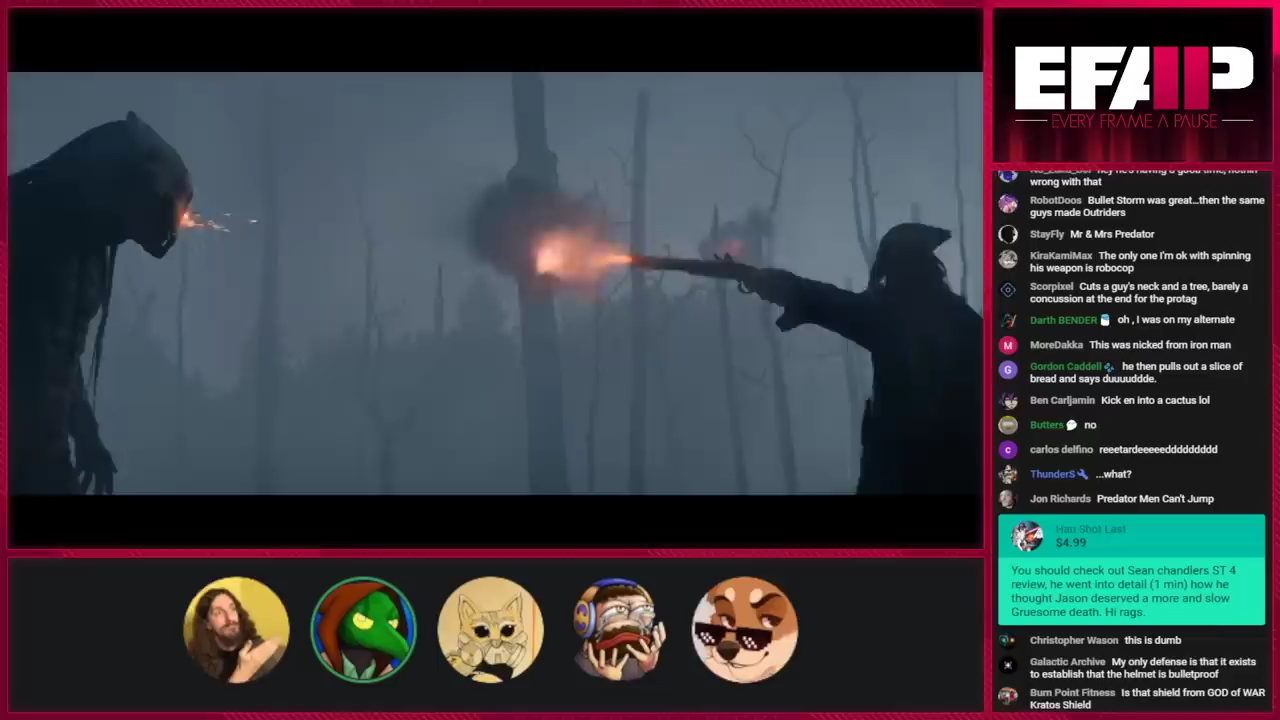 EFAP
EVERY FRAME A PAUSE
wrong with that
RobotDoos Bullet Storm was great...then the same
guys made Outriders
StayFly Mr & Mrs Predator
KiraKamiMax The only one I'm ok with spinning
his weapon is robocop
Scorpixel Cuts a guy's neck and a tree, barely a
concussion at the end for the protag
Darth BENDER oh , I was on my alternate
M MoreDakka This was nicked from iron man
G Gordon Caddell he then pulls out a slice of
bread and says duuuuddde.
Ben Carljamin Kick en into a cactus lol
Butters no
c carlos delfino reeetardeeeeddddddddd
ThunderS ...what?
Jon Richards Predator Men Can't Jump
Han Shot Last
$4.99
You should check out Sean chandlers ST 4
review, he went into detail (1 min) how he
thought Jason deserved a more and slow
Gruesome death. Hi rags.
Christopher Wason this is dumb
Galactic Archive My only defense is that it exists
to establish that the helmet is bulletproof
Burn Point Fitness Is that shield from GOD of WAR
Kratos Shield